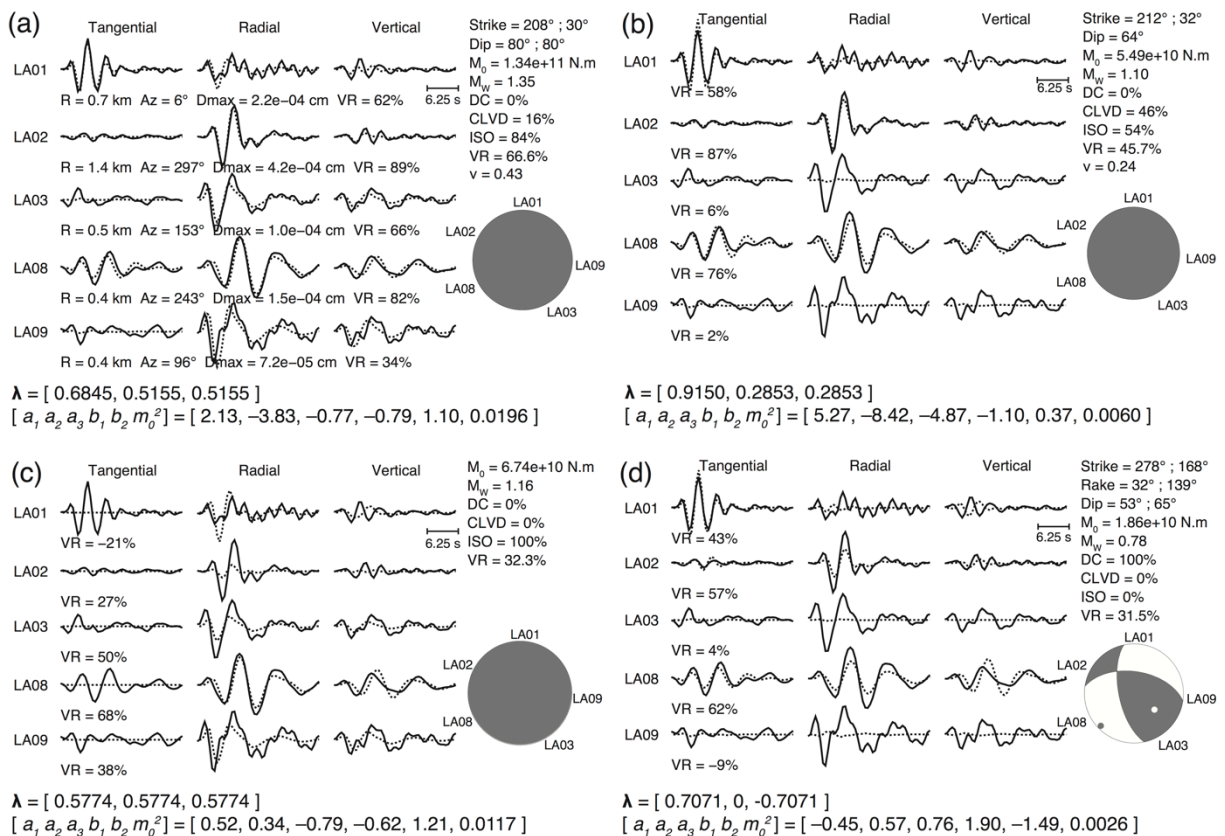 (a)
Tangential Radial Vertical
Strike = 208° ; 30°
Dip = 80° ; 80°
M0 = 1.34e+11 N.m
MW = 1.35
DC = 0%
CLVD = 16%
ISO = 84%
VR = 66.6%
v = 0.43
6.25 s
LA01
R = 0.7 km Az = 6° Dmax = 2.2e−04 cm VR = 62%
LA02
R = 1.4 km Az = 297° Dmax = 4.2e−04 cm VR = 89%
LA03
R = 0.5 km Az = 153° Dmax = 1.0e−04 cm VR = 66%
LA08
R = 0.4 km Az = 243° Dmax = 1.5e−04 cm VR = 82%
LA09
R = 0.4 km Az = 96° Dmax = 7.2e−05 cm VR = 34%
LA01
LA02
LA09
LA08
LA03
λ = [ 0.6845, 0.5155, 0.5155 ]
[ a1 a2 a3 b1 b2 m0² ] = [ 2.13, −3.83, −0.77, −0.79, 1.10, 0.0196 ]
(b)
Tangential Radial Vertical
Strike = 212° ; 32°
Dip = 64°
M0 = 5.49e+10 N.m
MW = 1.10
DC = 0%
CLVD = 46%
ISO = 54%
VR = 45.7%
v = 0.24
6.25 s
LA01
VR = 58%
LA02
VR = 87%
LA03
VR = 6%
LA08
VR = 76%
LA09
VR = 2%
LA01
LA02
LA09
LA08
LA03
λ = [ 0.9150, 0.2853, 0.2853 ]
[ a1 a2 a3 b1 b2 m0² ] = [ 5.27, −8.42, −4.87, −1.10, 0.37, 0.0060 ]
(c)
Tangential Radial Vertical
M0 = 6.74e+10 N.m
MW = 1.16
DC = 0%
CLVD = 0%
ISO = 100%
VR = 32.3%
6.25 s
LA01
VR = −21%
LA02
VR = 27%
LA03
VR = 50%
LA08
VR = 68%
LA09
VR = 38%
LA01
LA02
LA09
LA08
LA03
λ = [ 0.5774, 0.5774, 0.5774 ]
[ a1 a2 a3 b1 b2 m0² ] = [ 0.52, 0.34, −0.79, −0.62, 1.21, 0.0117 ]
(d)
Tangential Radial Vertical
Strike = 278° ; 168°
Rake = 32° ; 139°
Dip = 53° ; 65°
M0 = 1.86e+10 N.m
MW = 0.78
DC = 100%
CLVD = 0%
ISO = 0%
VR = 31.5%
6.25 s
LA01
VR = 43%
LA02
VR = 57%
LA03
VR = 4%
LA08
VR = 62%
LA09
VR = −9%
LA01
LA02
LA09
LA08
LA03
λ = [ 0.7071, 0, -0.7071 ]
[ a1 a2 a3 b1 b2 m0² ] = [ −0.45, 0.57, 0.76, 1.90, −1.49, 0.0026 ]